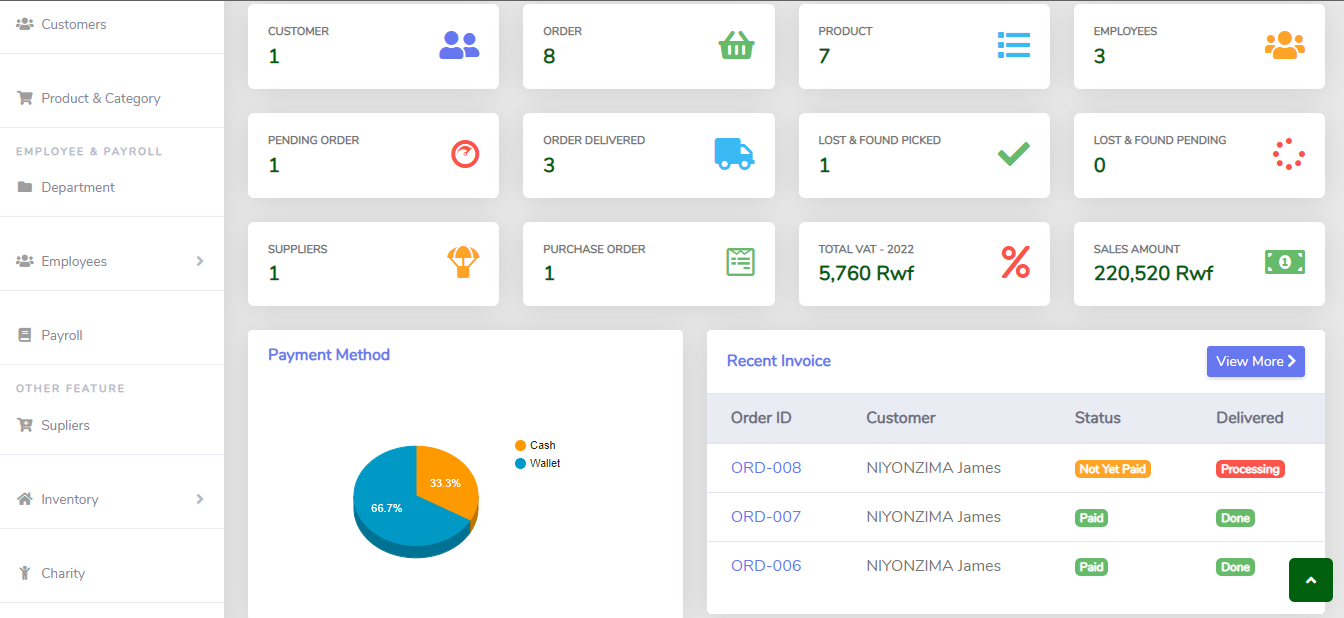 Customers
Product & Category
EMPLOYEE & PAYROLL
Department
Employees
Payroll
OTHER FEATURE
Supliers
Inventory
Charity
CUSTOMER
1
ORDER
8
PRODUCT
7
EMPLOYEES
3
PENDING ORDER
1
ORDER DELIVERED
3
LOST & FOUND PICKED
1
LOST & FOUND PENDING
0
SUPPLIERS
1
PURCHASE ORDER
1
TOTAL VAT - 2022
5,760 Rwf
SALES AMOUNT
220,520 Rwf
1
Payment Method
Cash
Wallet
33.3%
66.7%
Recent Invoice
View More
Order ID Customer Status Delivered
ORD-008 NIYONZIMA James Not Yet Paid Processing
ORD-007 NIYONZIMA James Paid Done
ORD-006 NIYONZIMA James Paid Done